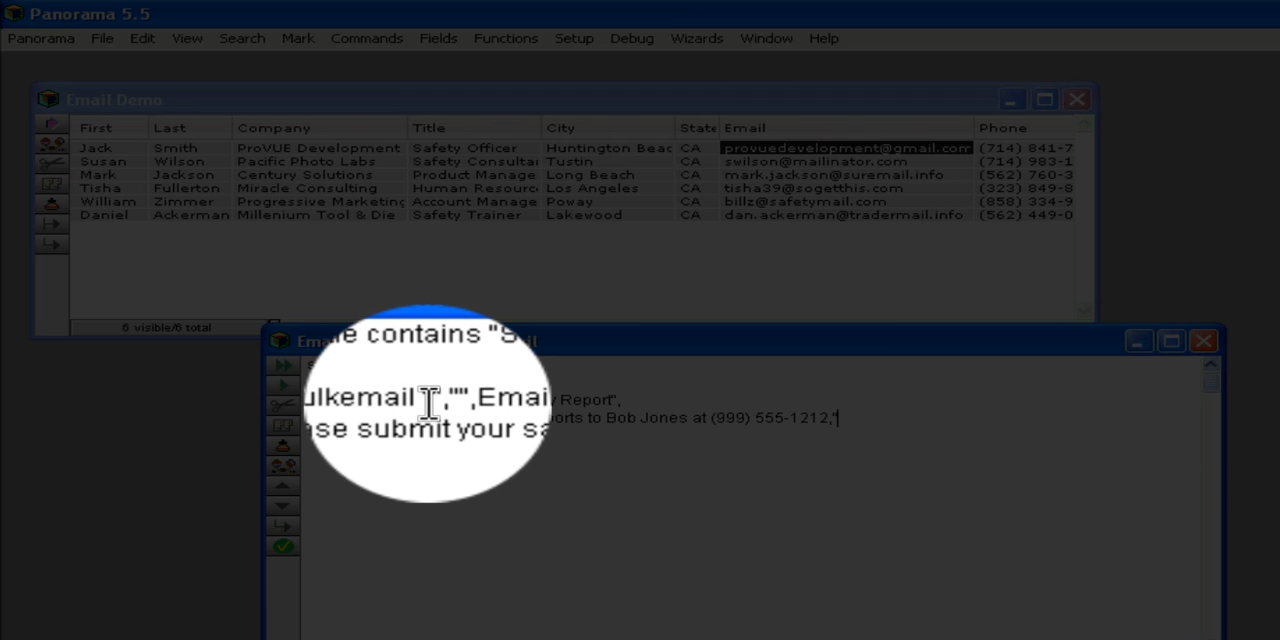 Panorama 5.5
Panorama File Edit View Search Mark Commands Fields Functions Setup Debug Wizards Window Help
Email Demo
First Last Company Title City State Email Phone
Jack Smith ProVUE Development Safety Officer Huntington Beac CA provuedevelopment@gmail.com (714) 841-7
Susan Wilson Pacific Photo Labs Safety Consultar Tustin CA swilson@mailinator.com (714) 983-1
Mark Jackson Century Solutions Product Manage Long Beach CA mark.jackson@suremail.info (562) 760-3
Tisha Fullerton Miracle Consulting Human Resourc Los Angeles CA tisha39@sogetthis.com (323) 849-8
William Zimmer Progressive Marketing Account Manage Poway CA billz@safetymail.com (858) 334-9
Daniel Ackerman Millenium Tool & Die Safety Trainer Lakewood CA dan.ackerman@tradermail.info (562) 449-0
6 visible/6 total
e contains "S
ulkemail ,"",Emai Report",
se submit your sa orts to Bob Jones at (999) 555-1212,"